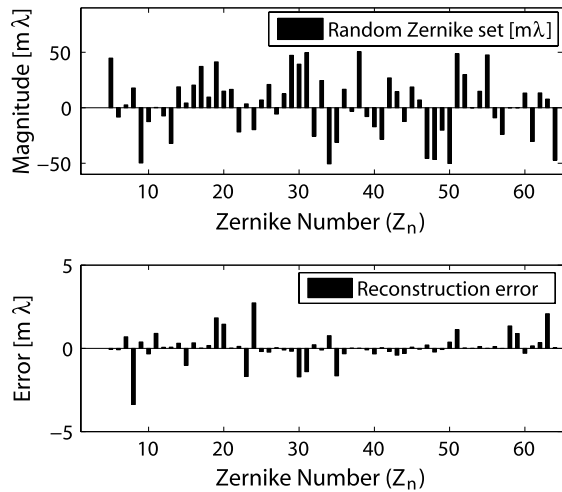 Random Zernike set [mλ]
Magnitude [m λ]
50
0
−50
10 20 30 40 50 60
Zernike Number (Zn)
Reconstruction error
Error [m λ]
5
0
−5
10 20 30 40 50 60
Zernike Number (Zn)